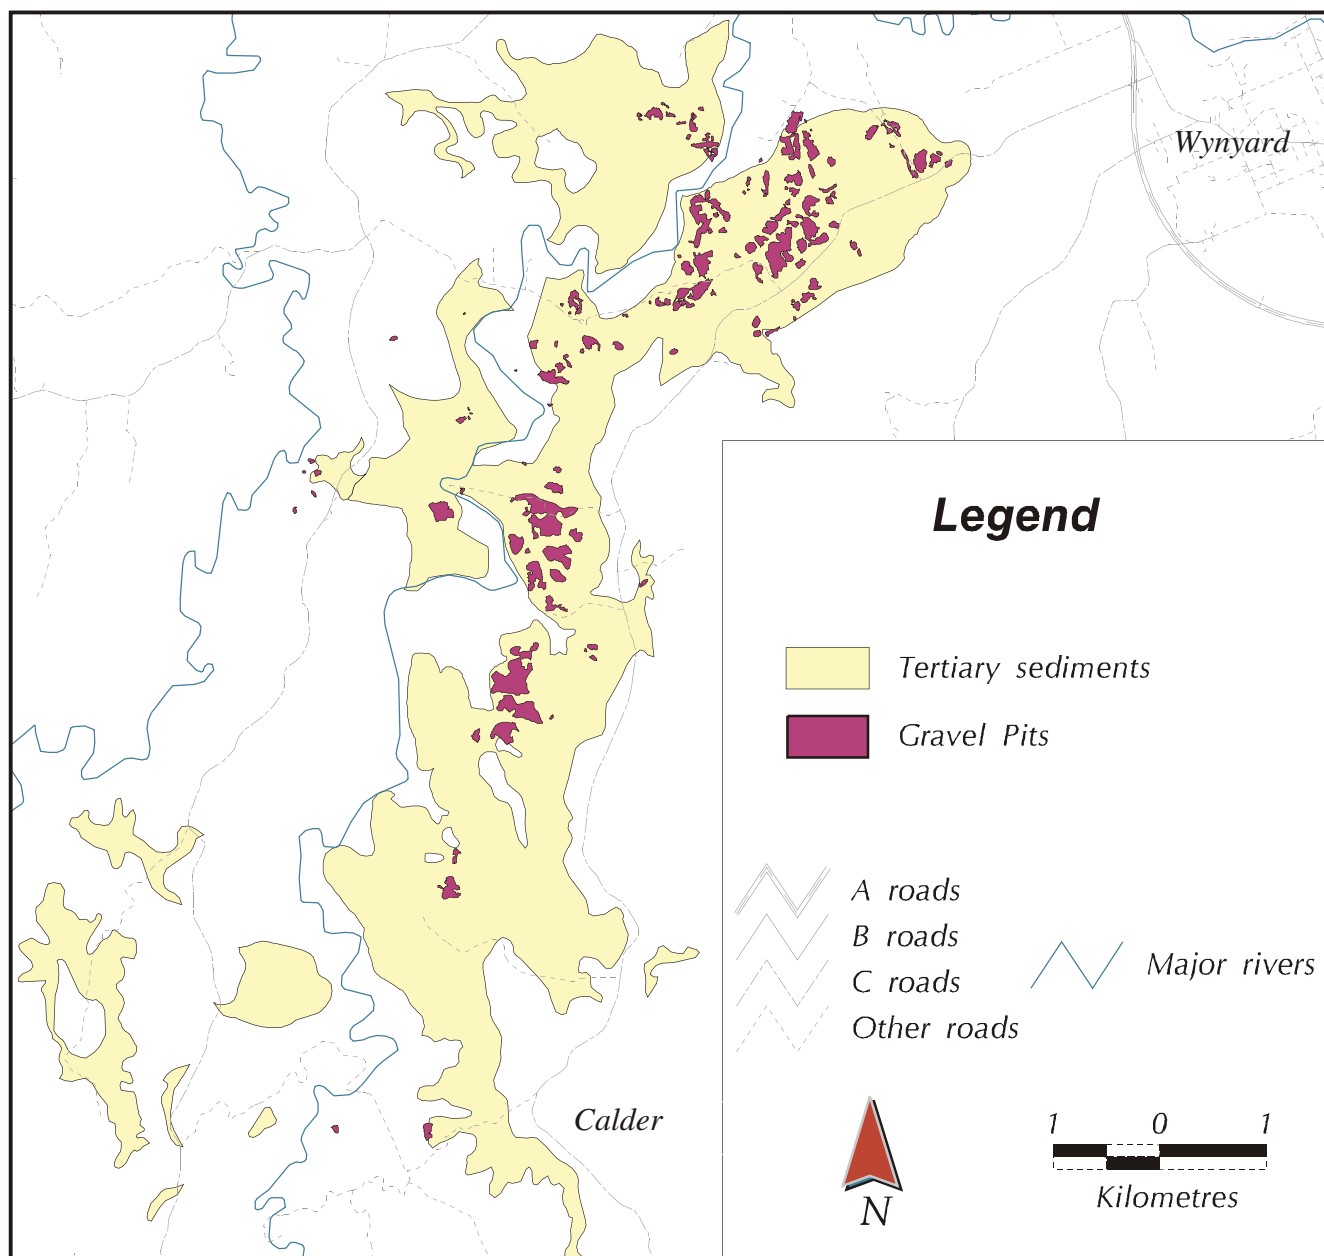 Wynyard
Legend
Tertiary sediments
Gravel Pits
A roads
B roads
C roads
Other roads
Major rivers
Calder
1 0 1
Kilometres
N